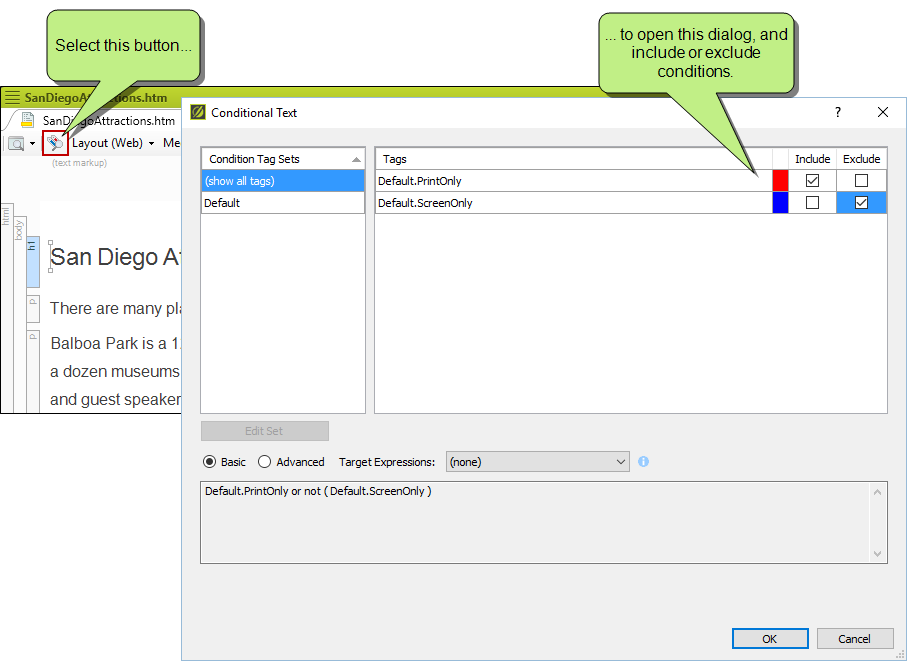 Select this button...
... to open this dialog, and
include or exclude
conditions.
SanDiegoAttractions.htm
SanDiegoAttractions.htm
Layout (Web)
Me
(text markup)
html
body
h1
San Diego At
p
There are many pla
p
Balboa Park is a 1
a dozen museums
and guest speaker
Conditional Text
?
Condition Tag Sets
(show all tags)
Default
Tags
Include
Exclude
Default.PrintOnly
Default.ScreenOnly
Edit Set
Basic
Advanced
Target Expressions:
(none)
Default.PrintOnly or not ( Default.ScreenOnly )
OK
Cancel